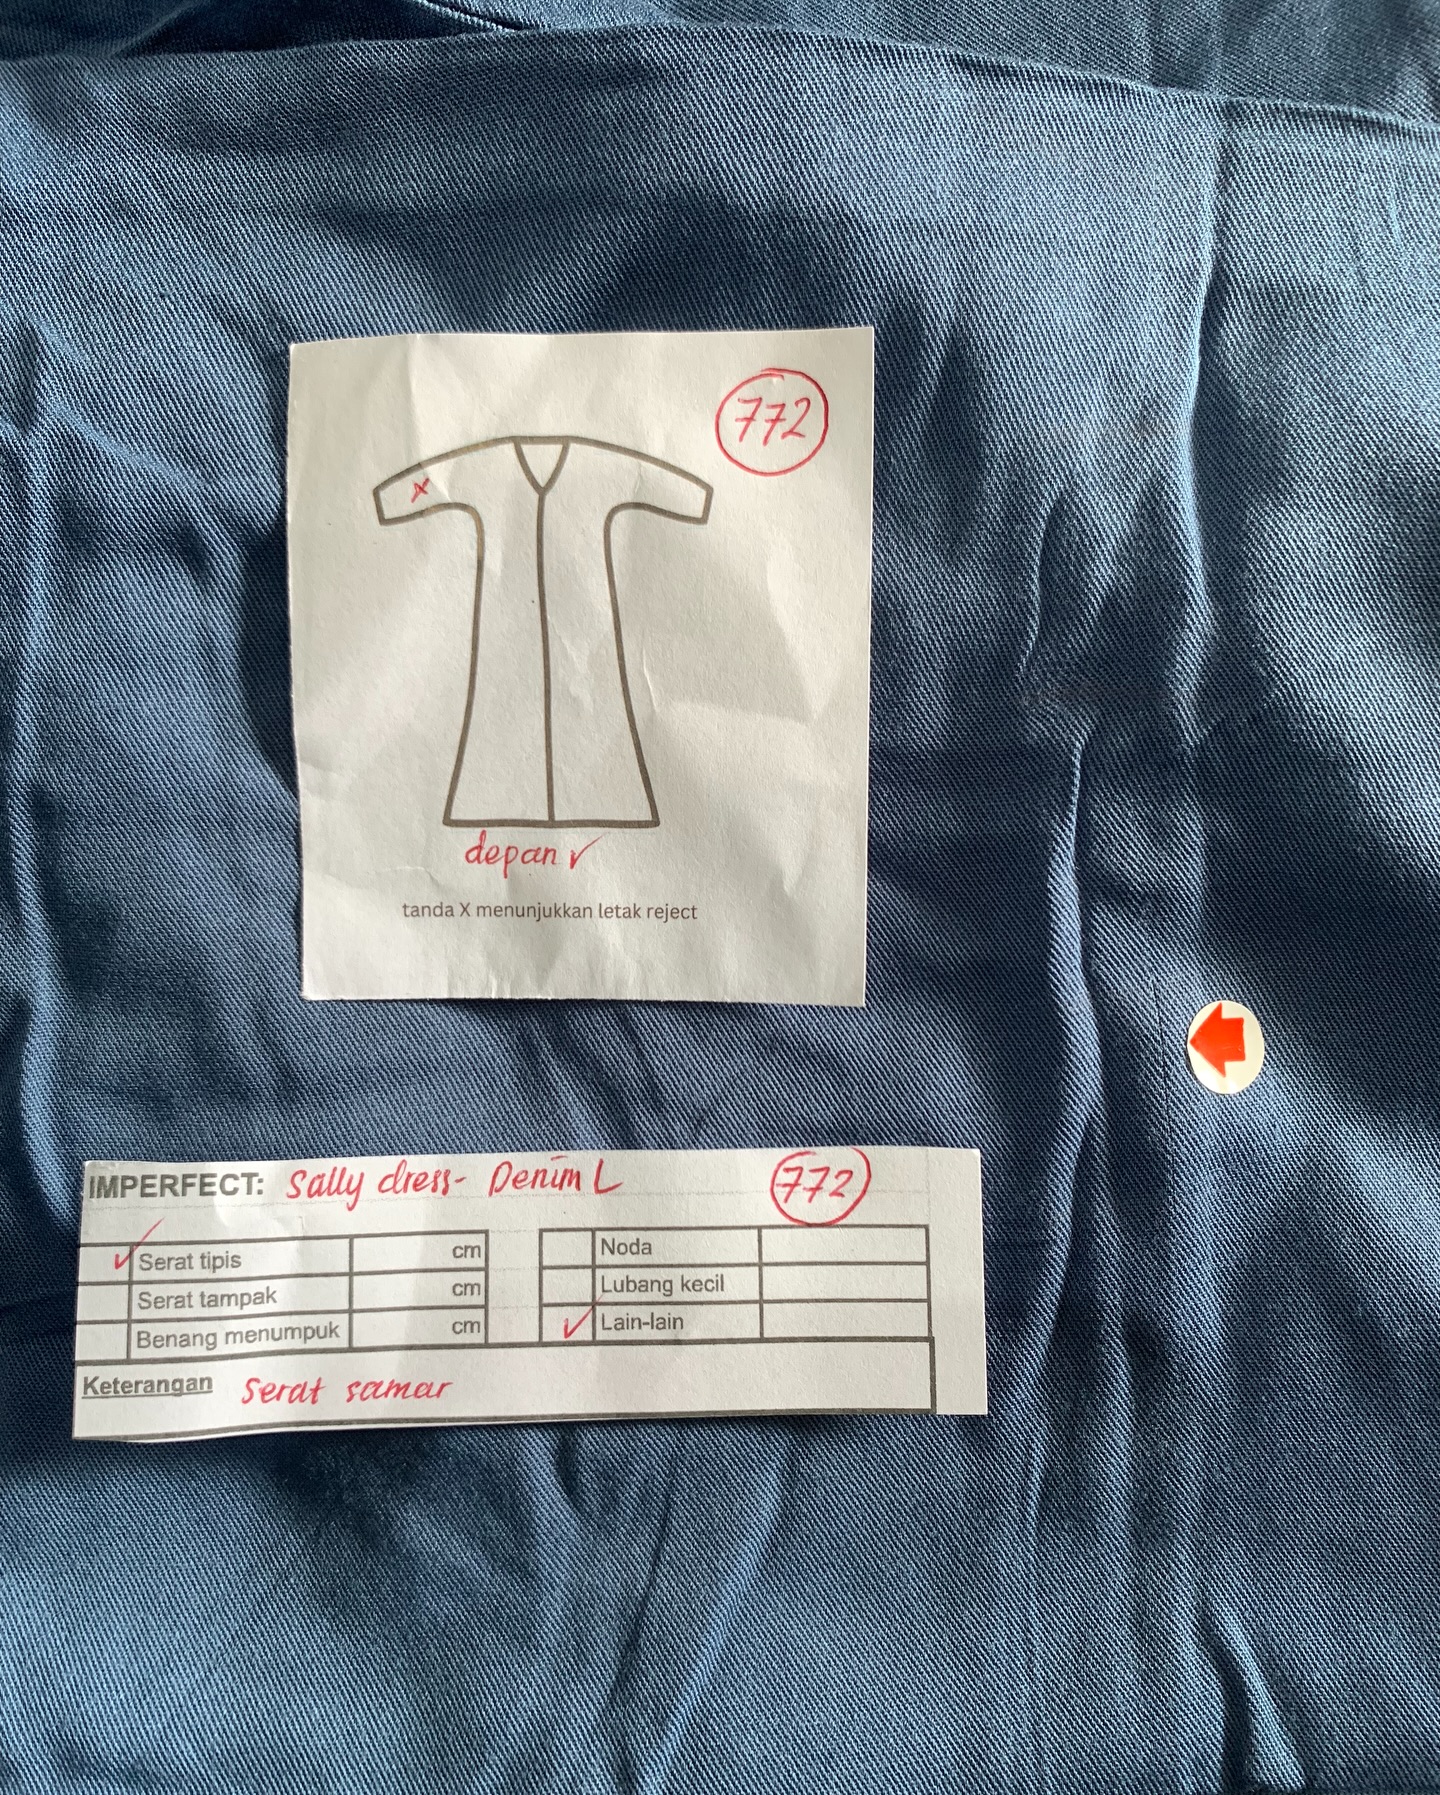 772
depan ✓
tanda X menunjukkan letak reject
IMPERFECT: Sally dress- Denim L 772
✓ Serat tipis cm
Serat tampak cm
Benang menumpuk cm
Noda
Lubang kecil
✓ Lain-lain
Keterangan Serat samar